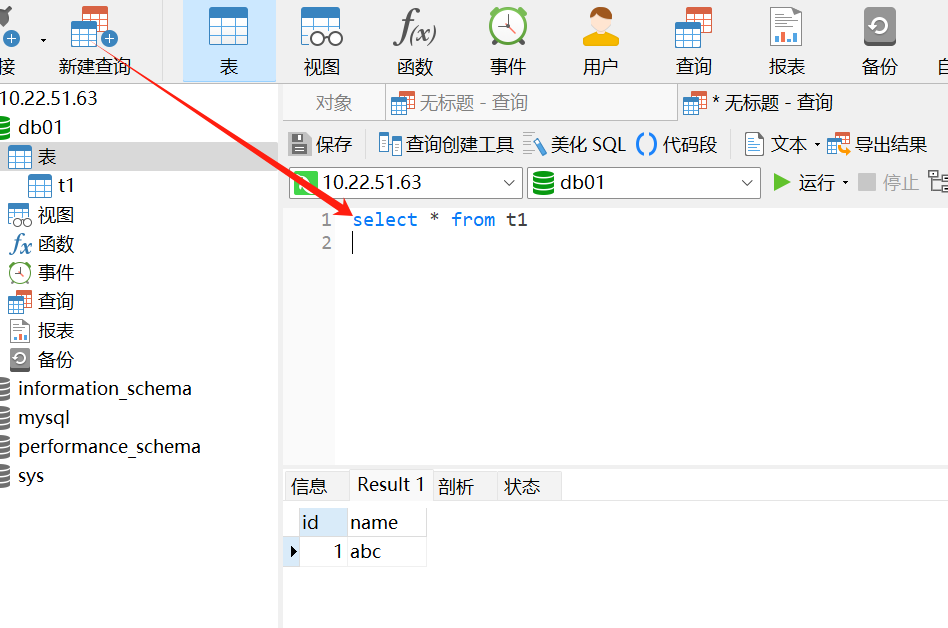 接 新建查询 表 视图 函数 事件 用户 查询 报表 备份 自
10.22.51.63
db01
表
t1
视图
函数
事件
查询
报表
备份
information_schema
mysql
performance_schema
sys
对象 无标题 - 查询 * 无标题 - 查询
保存 查询创建工具 美化 SQL 代码段 文本 导出结果
10.22.51.63 db01 运行 停止
1 select * from t1
2
信息 Result 1 剖析 状态
id name
1 abc